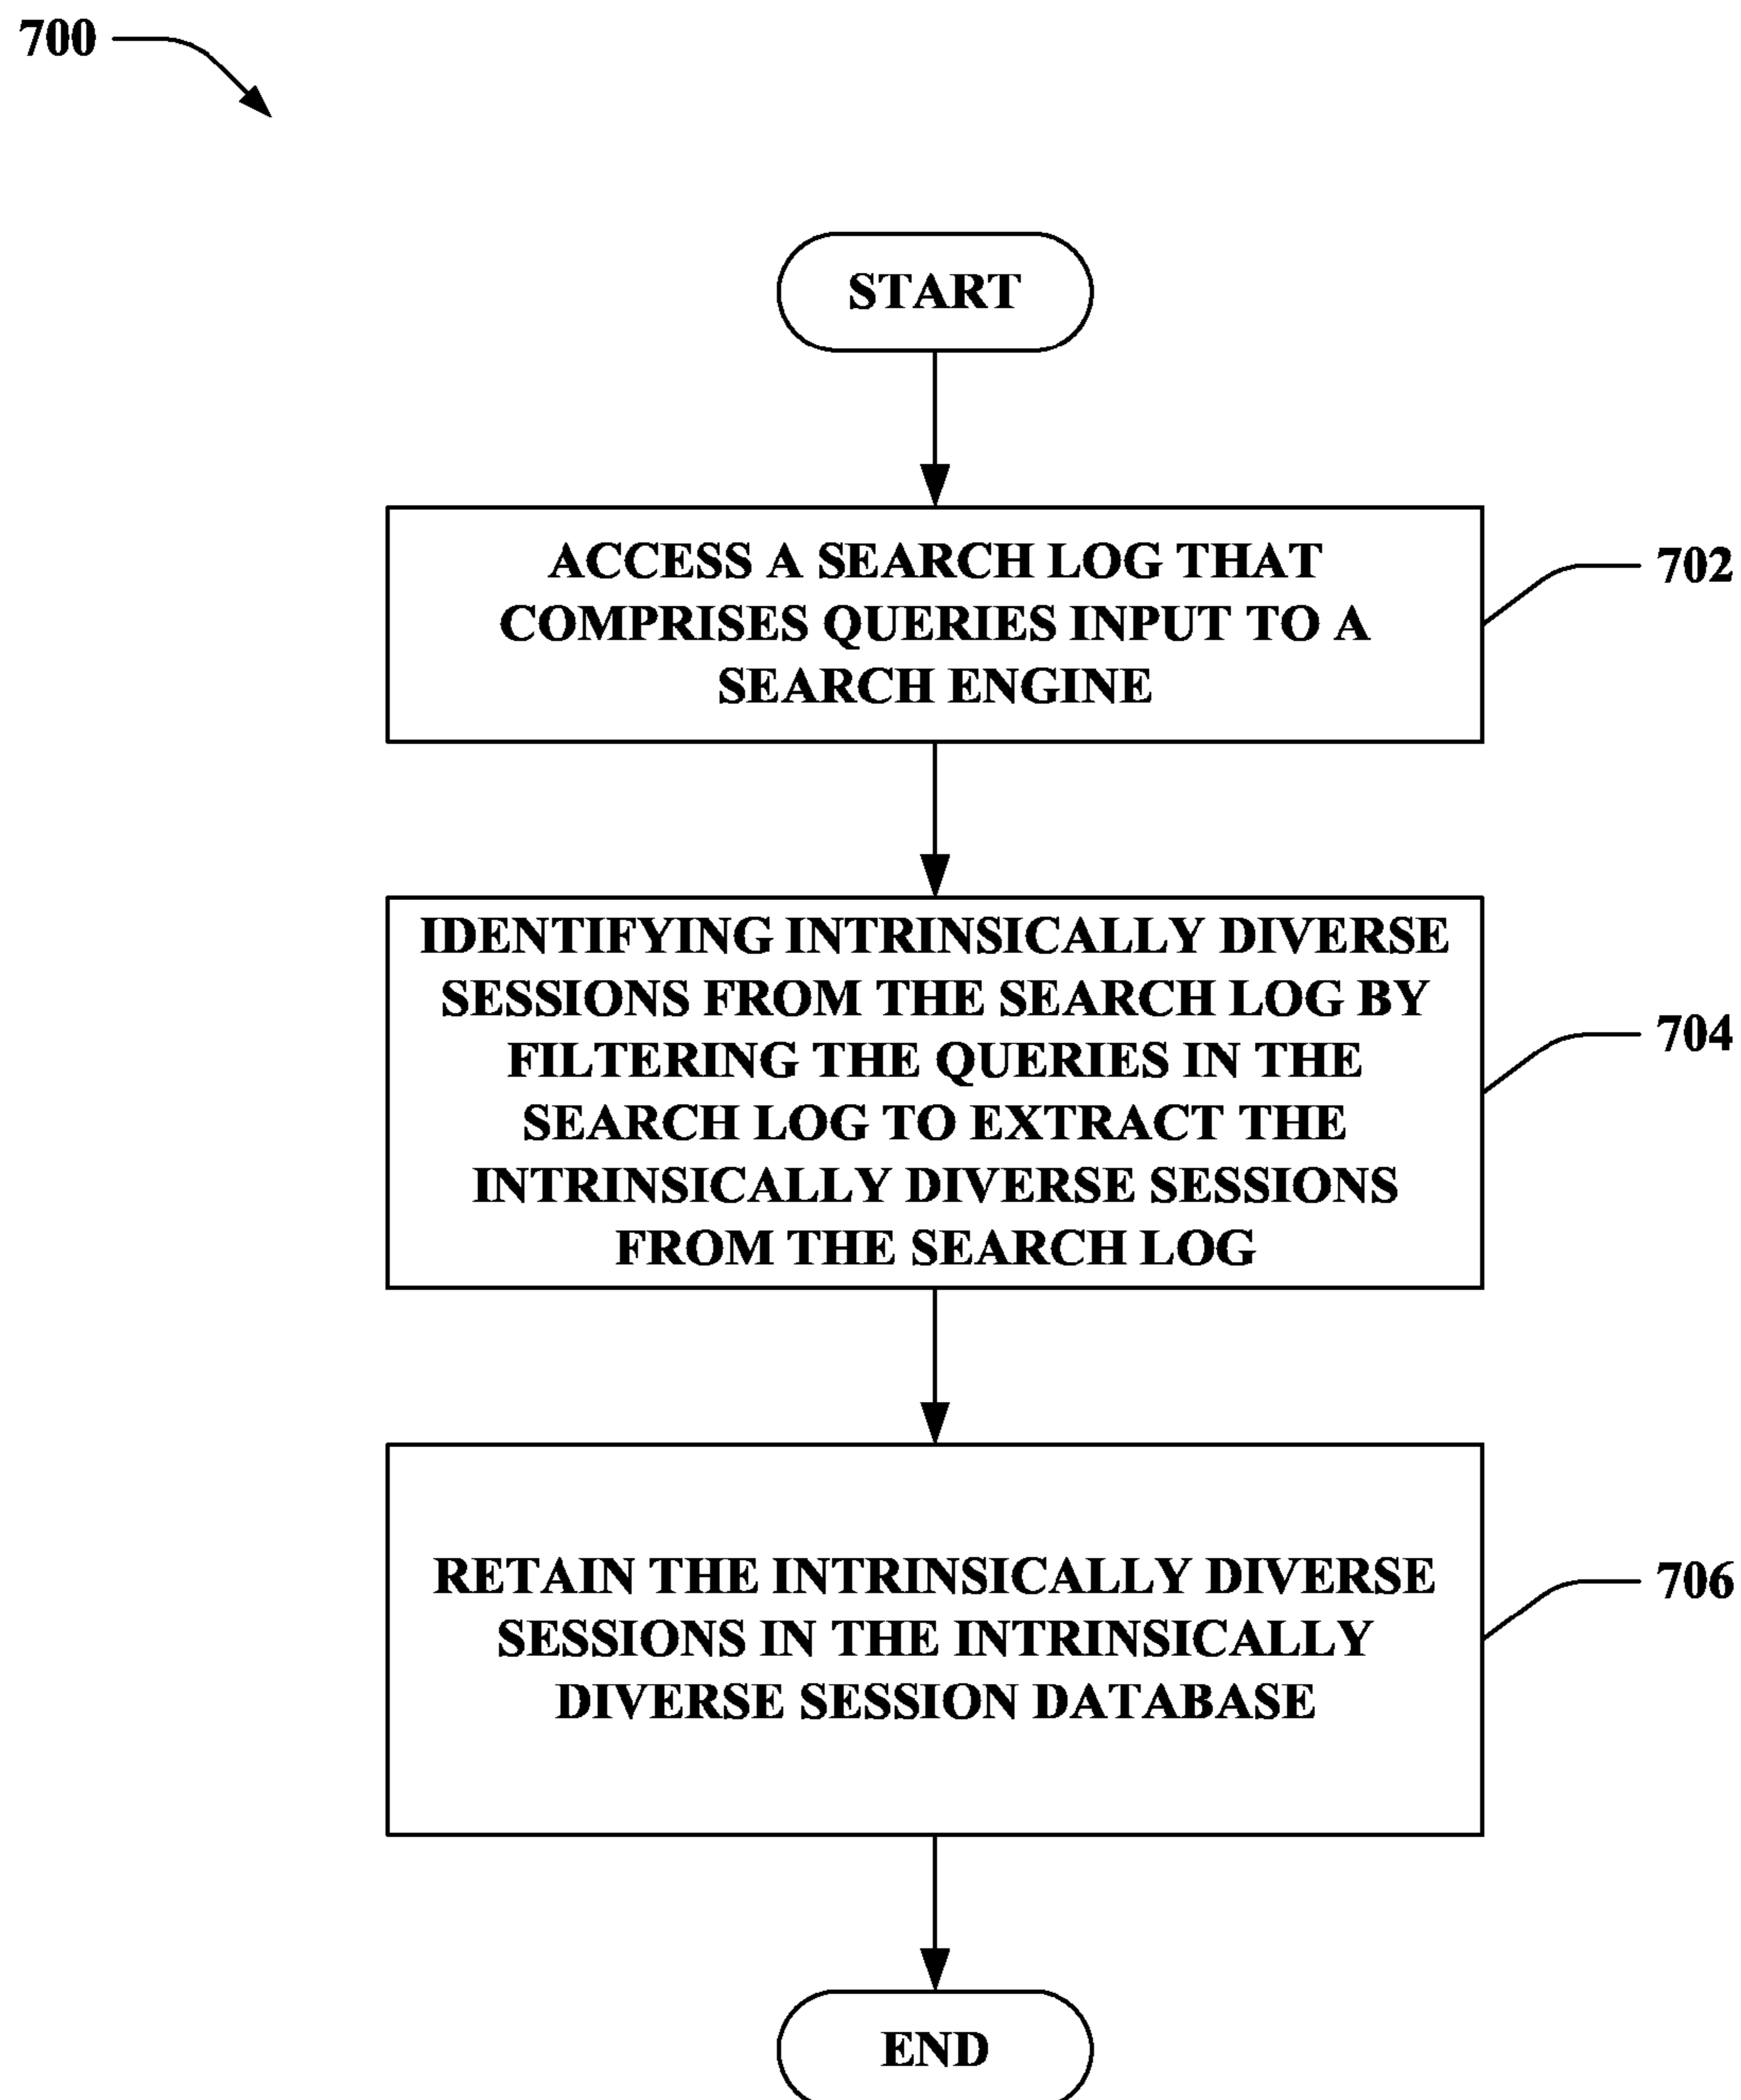 700
START
ACCESS A SEARCH LOG THAT
COMPRISES QUERIES INPUT TO A
SEARCH ENGINE
702
IDENTIFYING INTRINSICALLY DIVERSE
SESSIONS FROM THE SEARCH LOG BY
FILTERING THE QUERIES IN THE
SEARCH LOG TO EXTRACT THE
INTRINSICALLY DIVERSE SESSIONS
FROM THE SEARCH LOG
704
RETAIN THE INTRINSICALLY DIVERSE
SESSIONS IN THE INTRINSICALLY
DIVERSE SESSION DATABASE
706
END